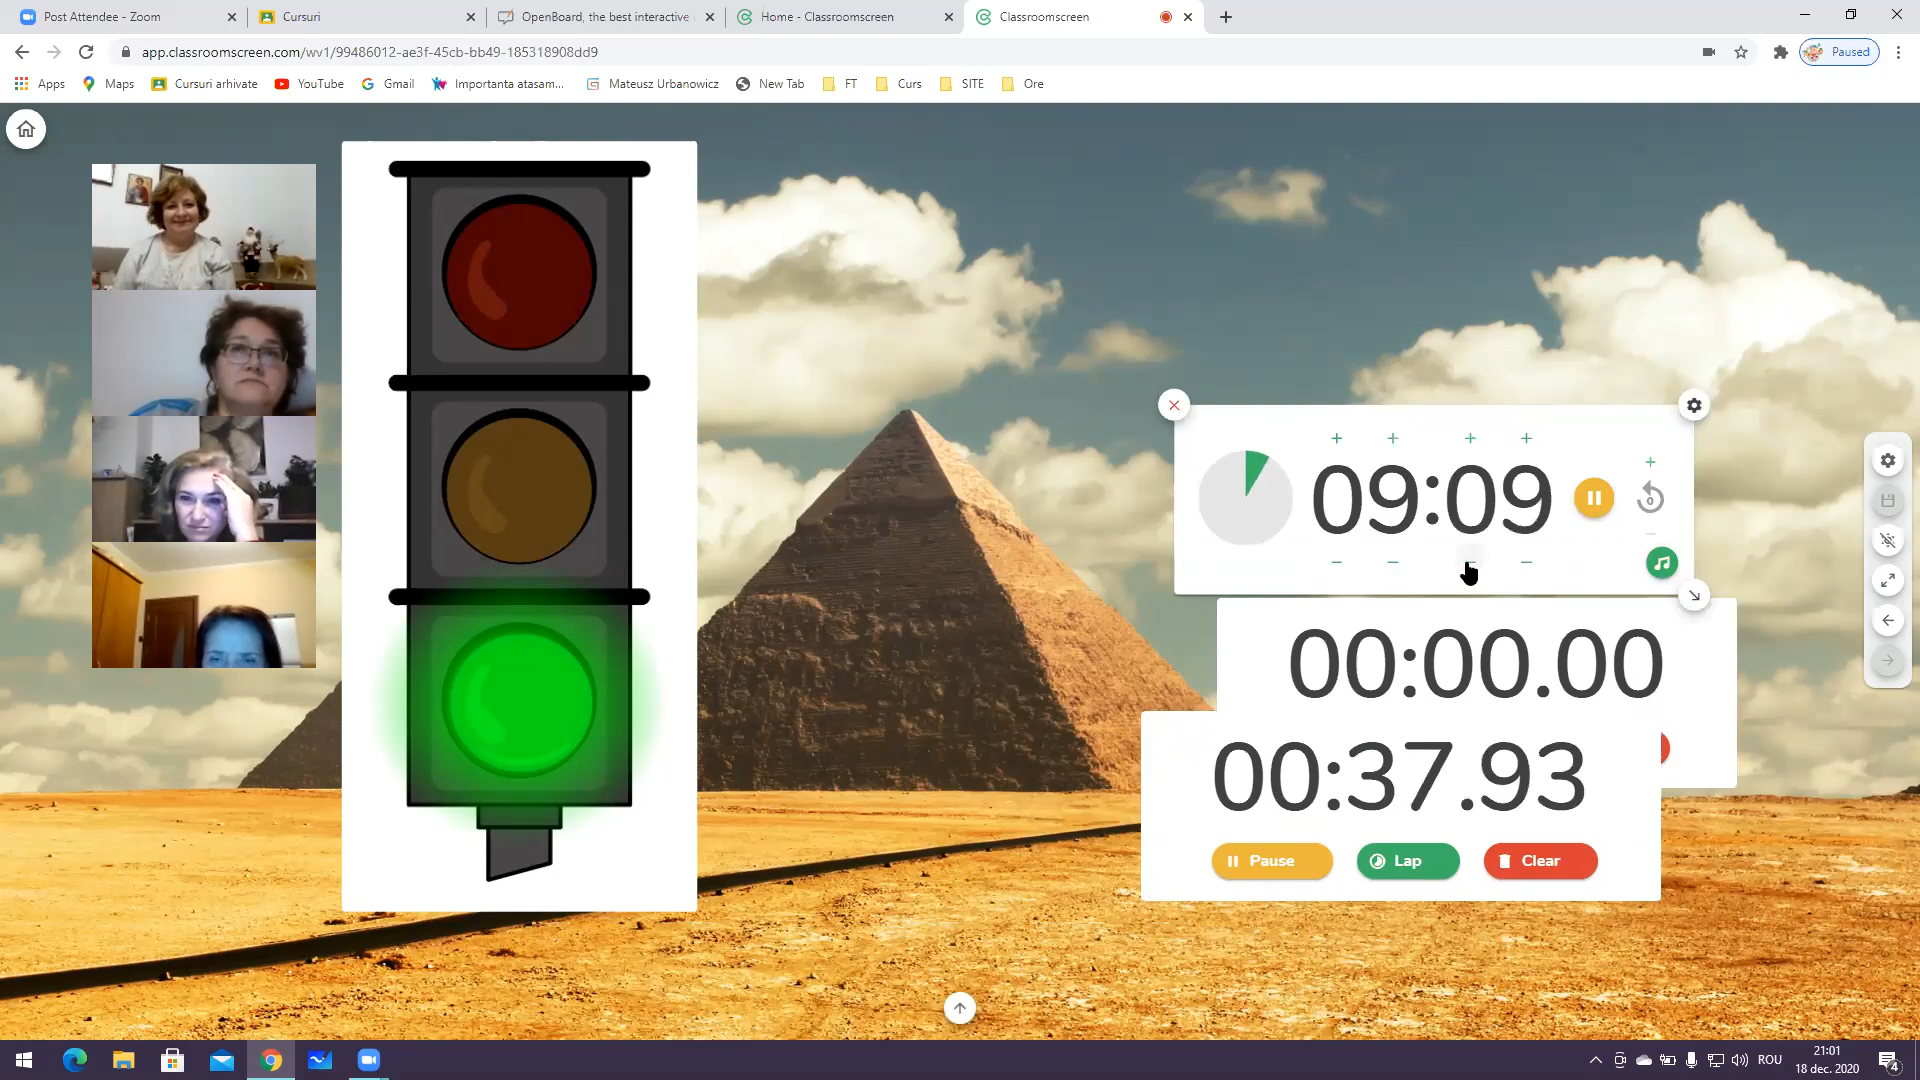 Post Attendee - Zoom
Cursuri
OpenBoard, the best interactive
Home - Classroomscreen
Classroomscreen
app.classroomscreen.com/wv1/99486012-ae3f-45cb-bb49-185318908dd9
Paused
Apps
Maps
Cursuri arhivate
YouTube
Gmail
Importanta atasam...
Mateusz Urbanowicz
New Tab
FT
Curs
SITE
Ore
09:09
0
00:00.00
00:37.93
Pause
Lap
Clear
ROU
21:01
18 dec. 2020
4